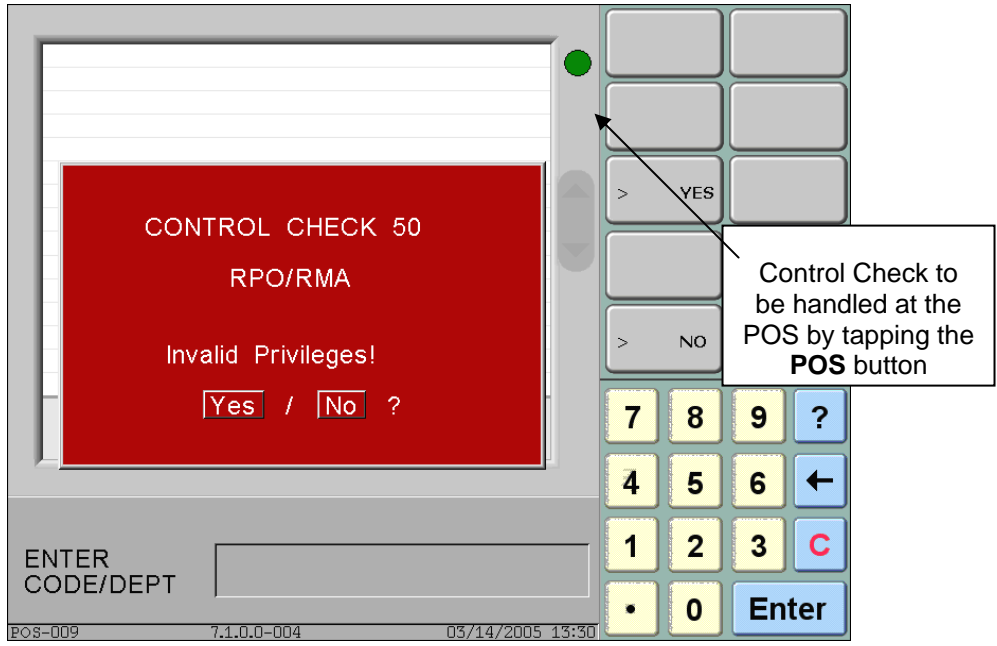 CONTROL CHECK 50
RPO/RMA
Invalid Privileges!
Yes / No ?
ENTER
CODE/DEPT
POS-009 7.1.0.0-004 03/14/2005 13:30
> YES
> NO
Control Check to
be handled at the
POS by tapping the
POS button
7 8 9 ?
4 5 6 ←
1 2 3 C
. 0 Enter